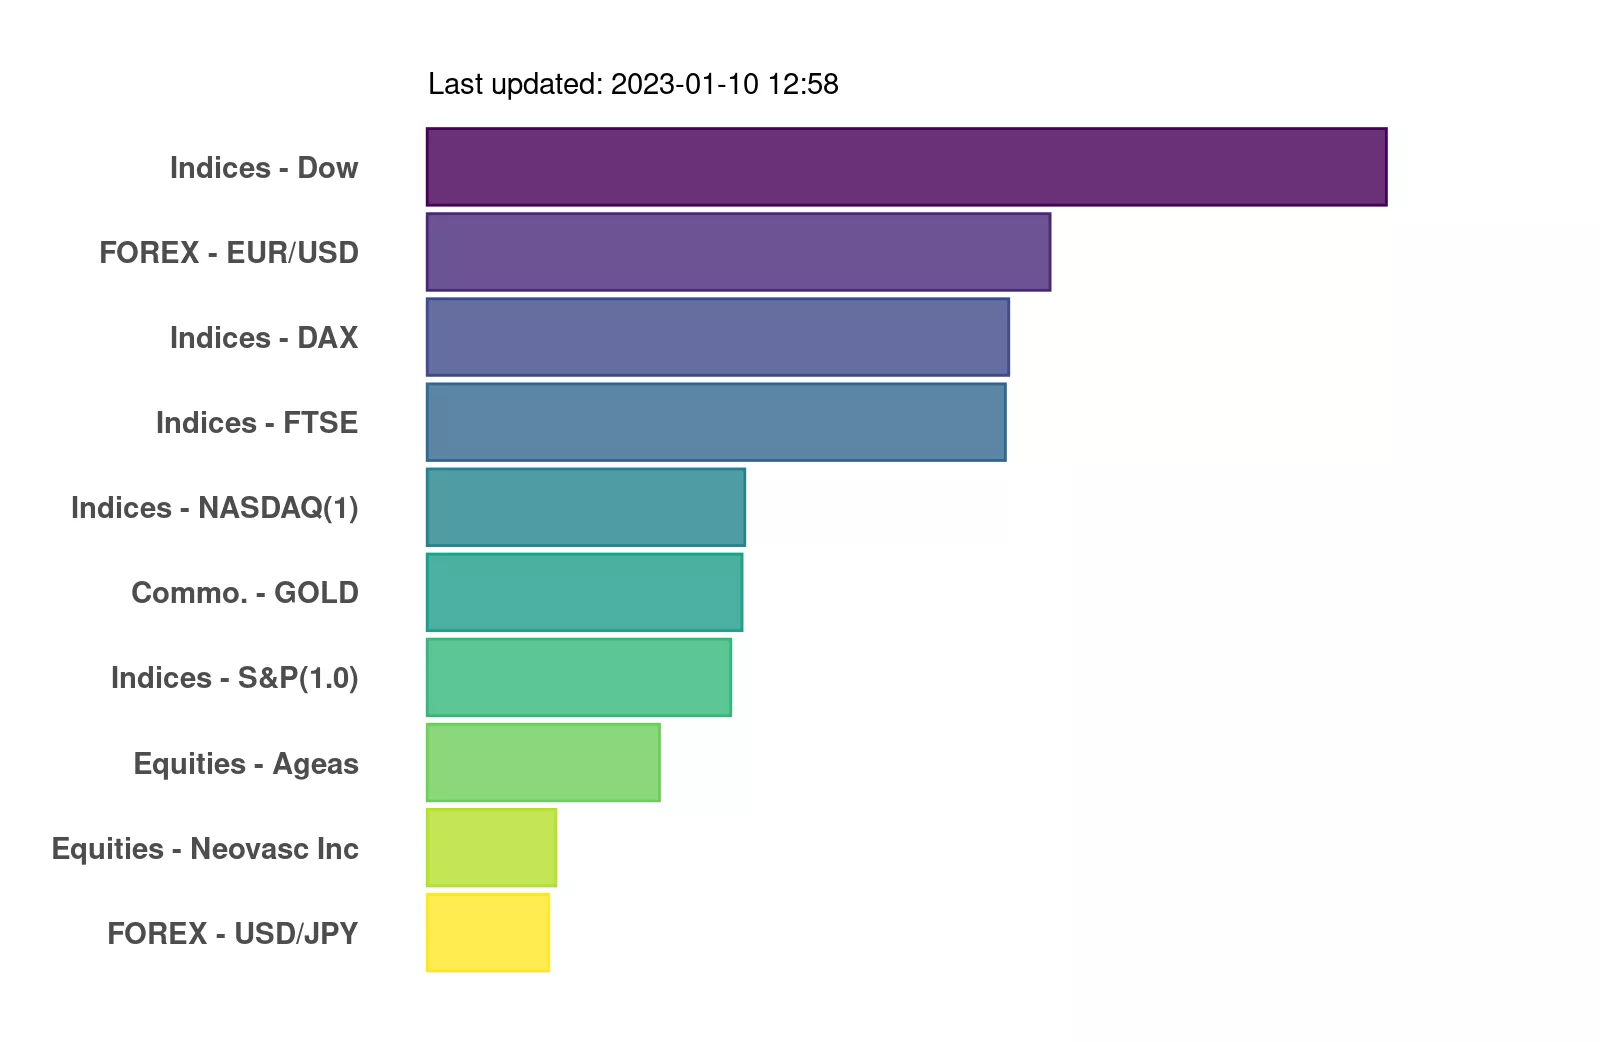 Last updated: 2023-01-10 12:58
Indices - Dow
FOREX - EUR/USD
Indices - DAX
Indices - FTSE
Indices - NASDAQ(1)
Commo. - GOLD
Indices - S&P(1.0)
Equities - Ageas
Equities - Neovasc Inc
FOREX - USD/JPY